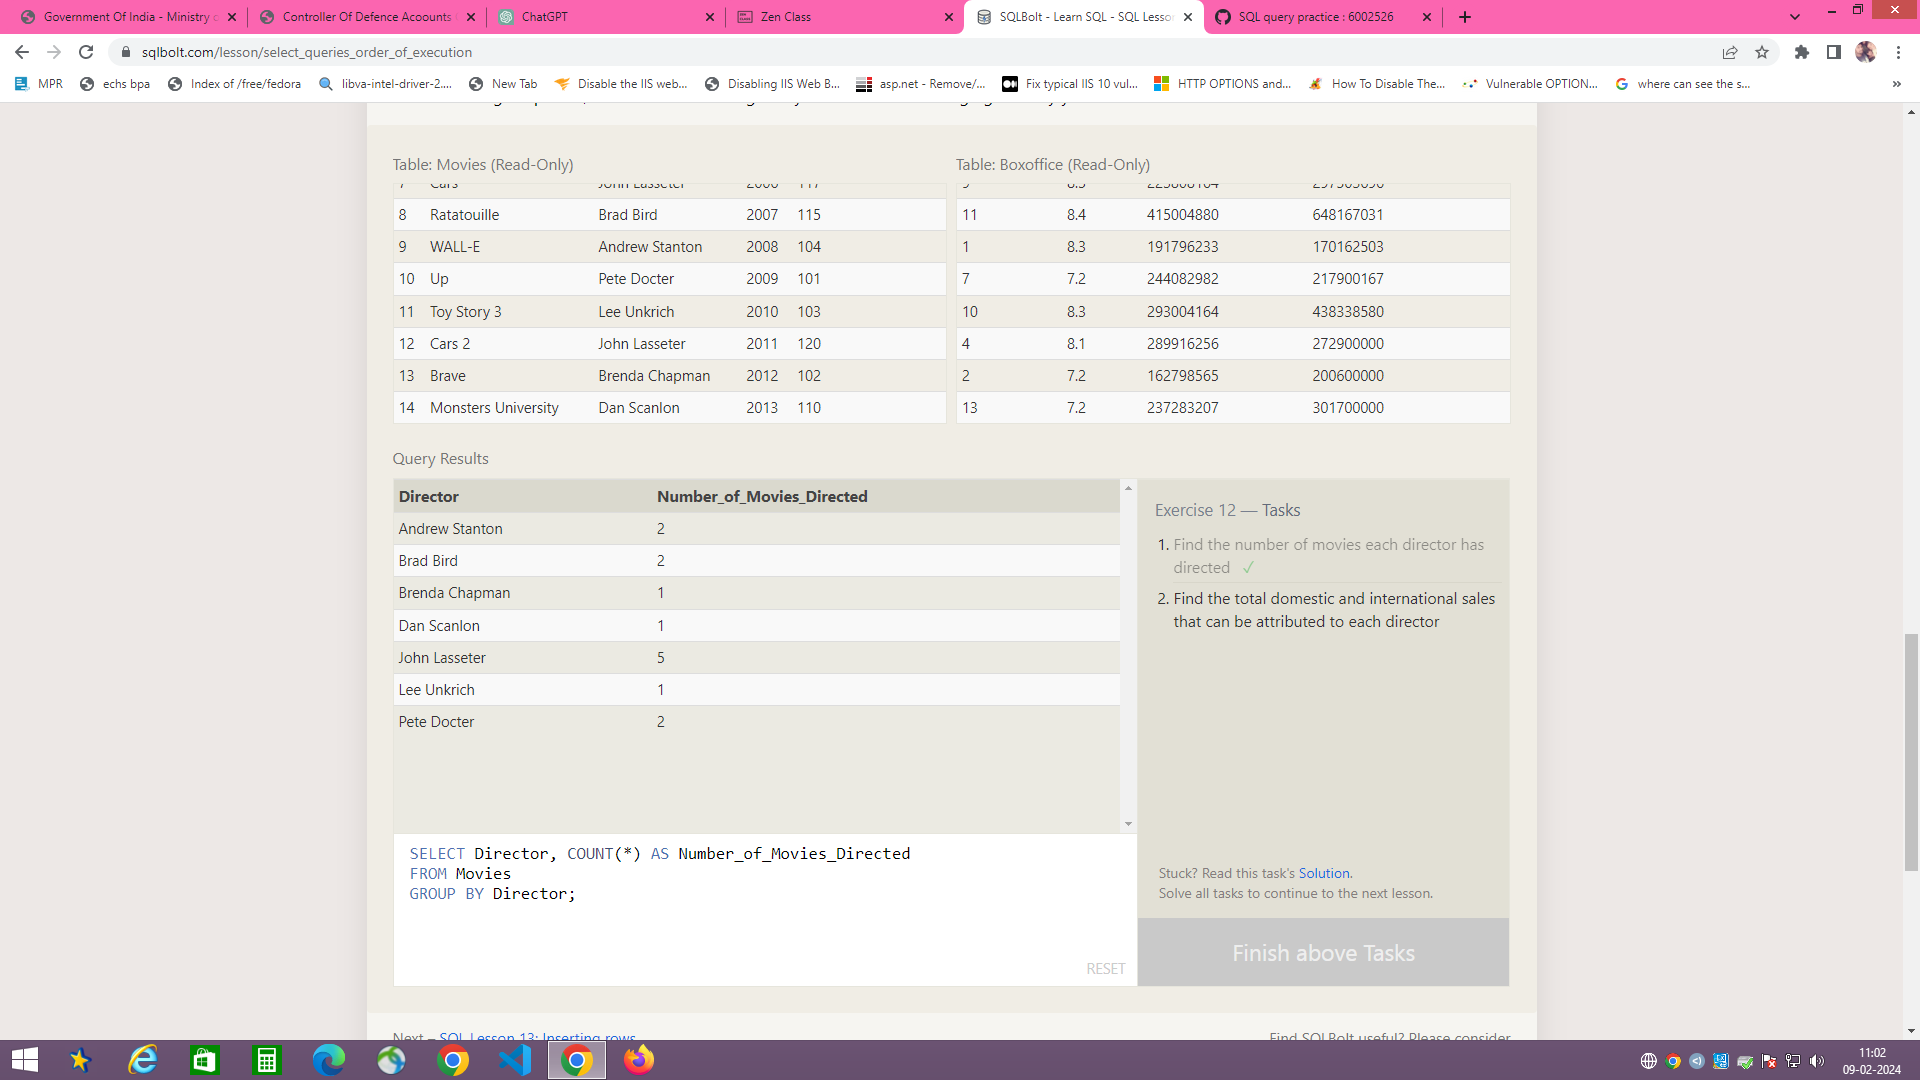 Government Of India - Ministry
Controller Of Defence Acoounts
ChatGPT
Zen Class
SQLBolt - Learn SQL - SQL Lesso
SQL query practice : 6002526
sqlbolt.com/lesson/select_queries_order_of_execution
MPR
echs bpa
Index of /free/fedora
libva-intel-driver-2....
New Tab
Disable the IIS web...
Disabling IIS Web B...
asp.net - Remove/...
Fix typical IIS 10 vul...
HTTP OPTIONS and...
How To Disable The...
Vulnerable OPTION...
where can see the s...
»
Table: Movies (Read-Only)
7 Cars John Lasseter 2006 117
8 Ratatouille Brad Bird 2007 115
9 WALL-E Andrew Stanton 2008 104
10 Up Pete Docter 2009 101
11 Toy Story 3 Lee Unkrich 2010 103
12 Cars 2 John Lasseter 2011 120
13 Brave Brenda Chapman 2012 102
14 Monsters University Dan Scanlon 2013 110
Table: Boxoffice (Read-Only)
9 8.5 223808164 297503696
11 8.4 415004880 648167031
1 8.3 191796233 170162503
7 7.2 244082982 217900167
10 8.3 293004164 438338580
4 8.1 289916256 272900000
2 7.2 162798565 200600000
13 7.2 237283207 301700000
Query Results
Director Number_of_Movies_Directed
Andrew Stanton 2
Brad Bird 2
Brenda Chapman 1
Dan Scanlon 1
John Lasseter 5
Lee Unkrich 1
Pete Docter 2
SELECT Director, COUNT(*) AS Number_of_Movies_Directed
FROM Movies
GROUP BY Director;
RESET
Exercise 12 — Tasks
1. Find the number of movies each director has
directed ✓
2. Find the total domestic and international sales
that can be attributed to each director
Stuck? Read this task's Solution.
Solve all tasks to continue to the next lesson.
Finish above Tasks
Next – SQL Lesson 13: Inserting rows
Find SQLBolt useful? Please consider
11:02
09-02-2024